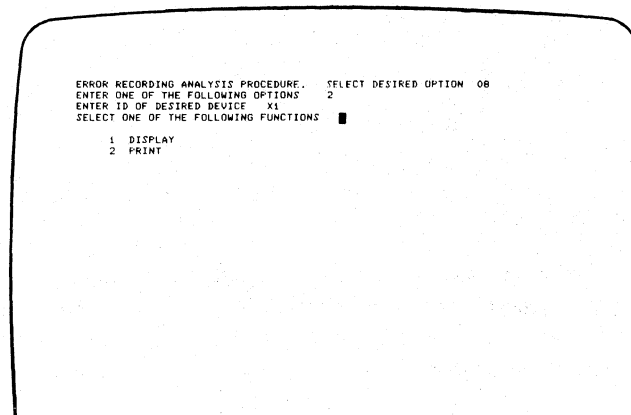 ERROR RECORDING ANALYSIS PROCEDURE. SELECT DESIRED OPTION 08
ENTER ONE OF THE FOLLOWING OPTIONS 2
ENTER ID OF DESIRED DEVICE X1
SELECT ONE OF THE FOLLOWING FUNCTIONS
1 DISPLAY
2 PRINT